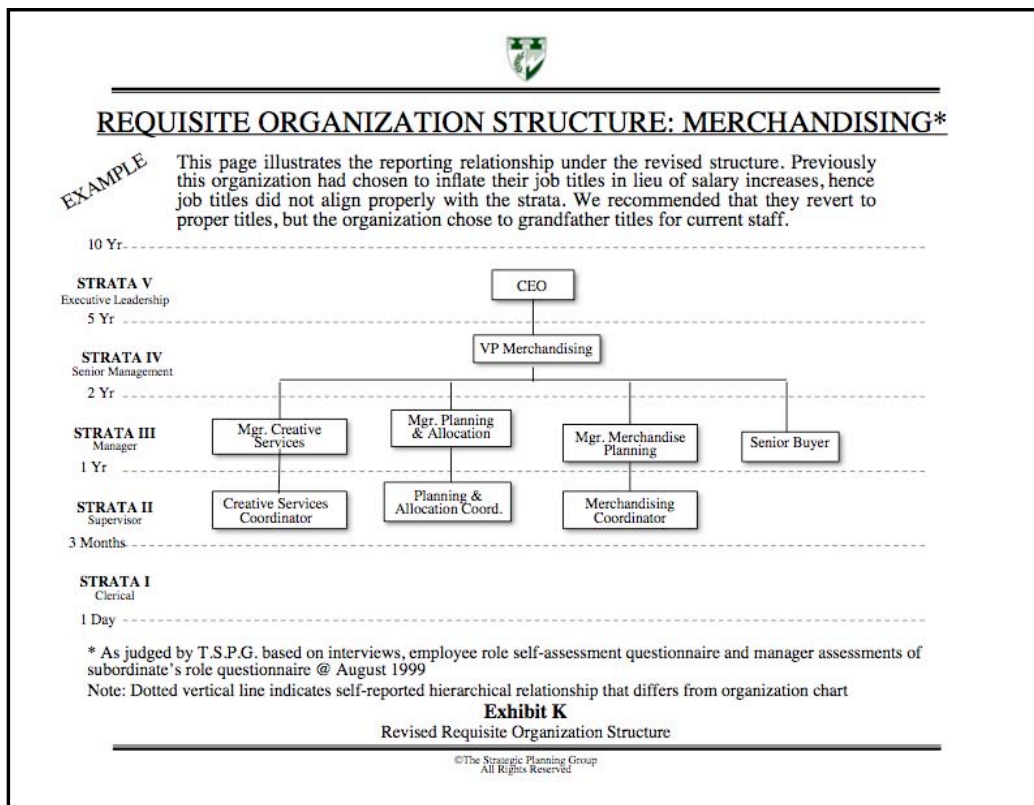 REQUISITE ORGANIZATION STRUCTURE: MERCHANDISING*
EXAMPLE
This page illustrates the reporting relationship under the revised structure. Previously
this organization had chosen to inflate their job titles in lieu of salary increases, hence
job titles did not align properly with the strata. We recommended that they revert to
proper titles, but the organization chose to grandfather titles for current staff.
10 Yr
STRATA V
Executive Leadership
CEO
5 Yr
VP Merchandising
STRATA IV
Senior Management
2 Yr
STRATA III
Manager
Mgr. Creative
Services
Mgr. Planning
& Allocation
Mgr. Merchandise
Planning
Senior Buyer
1 Yr
STRATA II
Supervisor
Creative Services
Coordinator
Planning &
Allocation Coord.
Merchandising
Coordinator
3 Months
STRATA I
Clerical
1 Day
* As judged by T.S.P.G. based on interviews, employee role self-assessment questionnaire and manager assessments of
subordinate's role questionnaire @ August 1999
Note: Dotted vertical line indicates self-reported hierarchical relationship that differs from organization chart
Exhibit K
Revised Requisite Organization Structure
©The Strategic Planning Group
All Rights Reserved